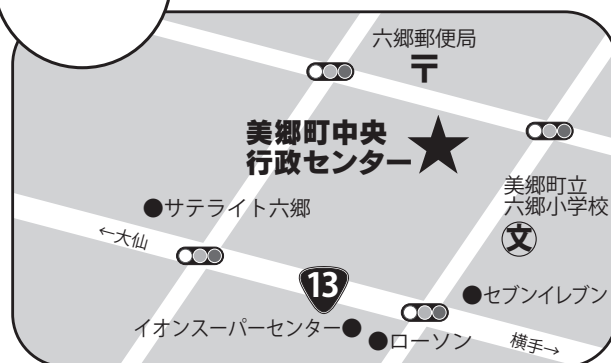 六郷郵便局
〒
美郷町中央
行政センター
美郷町立
六郷小学校
文
サテライト六郷
←大仙
13
セブンイレブン
イオンスーパーセンター
ローソン
横手→